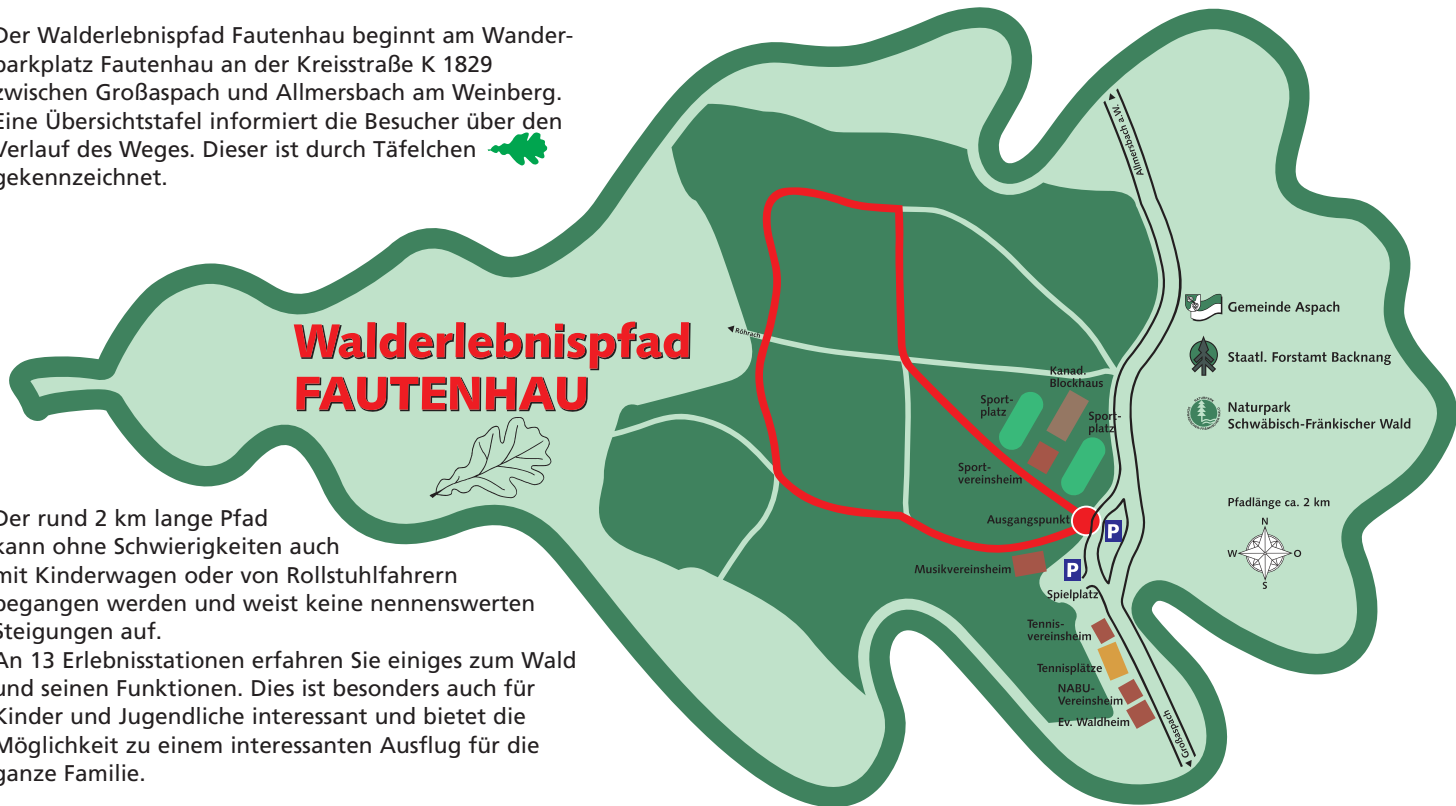 Der Walderlebnispfad Fautenhau beginnt am Wander-
parkplatz Fautenhau an der Kreisstraße K 1829
zwischen Großaspach und Allmersbach am Weinberg.
Eine Übersichtstafel informiert die Besucher über den
Verlauf des Weges. Dieser ist durch Täfelchen
gekennzeichnet.
Walderlebnispfad
FAUTENHAU
Der rund 2 km lange Pfad
kann ohne Schwierigkeiten auch
mit Kinderwagen oder von Rollstuhlfahrern
begangen werden und weist keine nennenswerten
Steigungen auf.
An 13 Erlebnisstationen erfahren Sie einiges zum Wald
und seinen Funktionen. Dies ist besonders auch für
Kinder und Jugendliche interessant und bietet die
Möglichkeit zu einem interessanten Ausflug für die
ganze Familie.
Allmersbach a.W.
Röhrach
Kanad.
Blockhaus
Sport-
platz
Sport-
platz
Sport-
vereinsheim
Ausgangspunkt
P
P
Musikvereinsheim
Spielplatz
Tennis-
vereinsheim
Tennisplätze
NABU-
Vereinsheim
Ev. Waldheim
Großaspach
Gemeinde Aspach
Staatl. Forstamt Backnang
Naturpark
Schwäbisch-Fränkischer Wald
Pfadlänge ca. 2 km
N
W
O
S